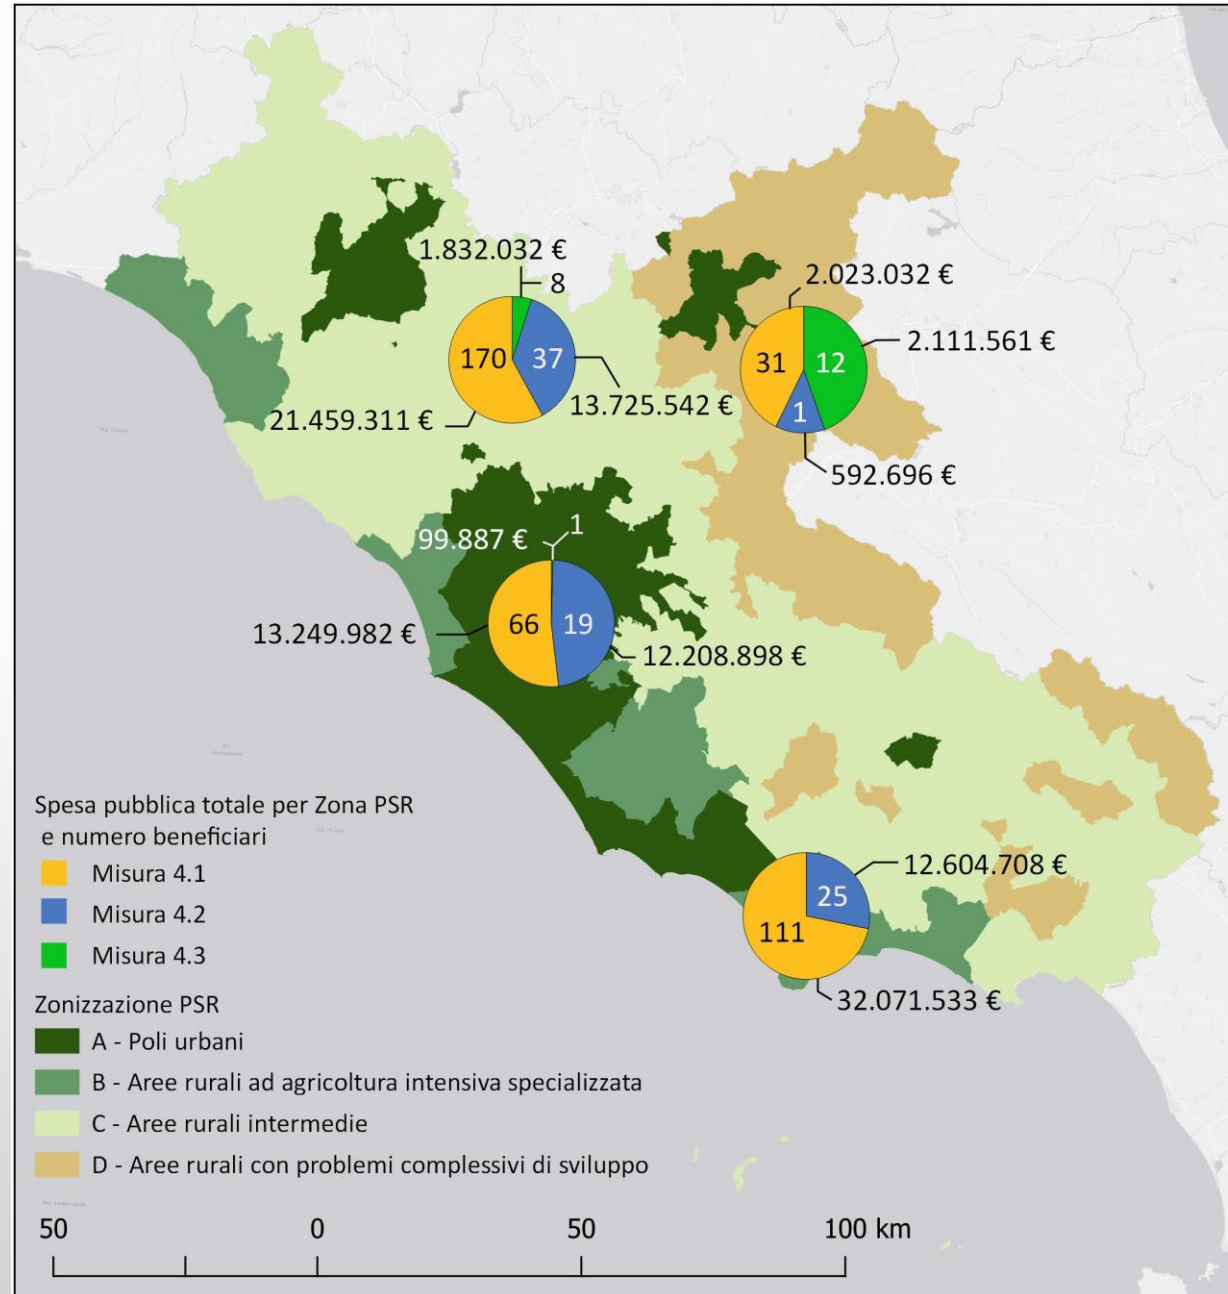 1.832.032 €
8
170
37
21.459.311 €
13.725.542 €
2.023.032 €
31
12
2.111.561 €
1
592.696 €
99.887 €
1
66
19
13.249.982 €
12.208.898 €
12.604.708 €
25
111
32.071.533 €
Spesa pubblica totale per Zona PSR
e numero beneficiari
Misura 4.1
Misura 4.2
Misura 4.3
Zonizzazione PSR
A - Poli urbani
B - Aree rurali ad agricoltura intensiva specializzata
C - Aree rurali intermedie
D - Aree rurali con problemi complessivi di sviluppo
50 0 50 100 km